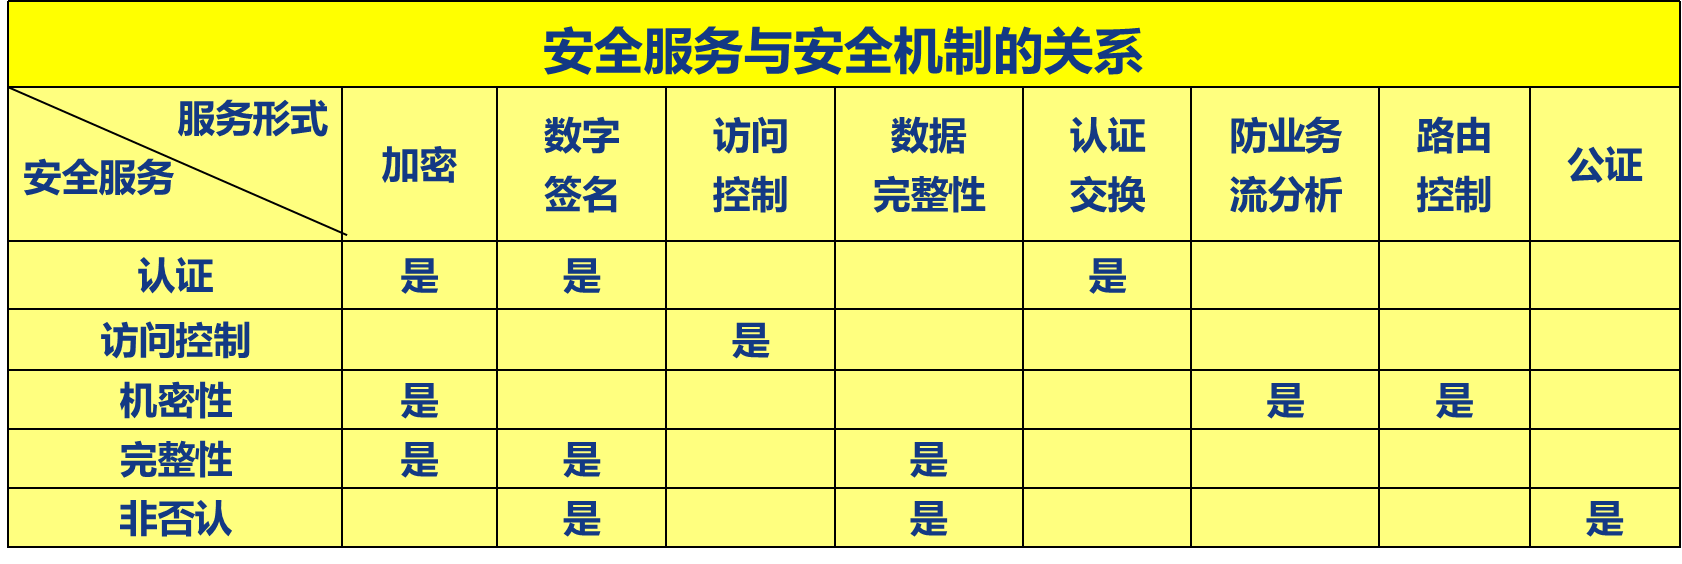 安全服务与安全机制的关系
服务形式
安全服务
加密
数字
签名
访问
控制
数据
完整性
认证
交换
防业务
流分析
路由
控制
公证
认证 是 是 是
访问控制 是
机密性 是 是 是
完整性 是 是 是
非否认 是 是 是